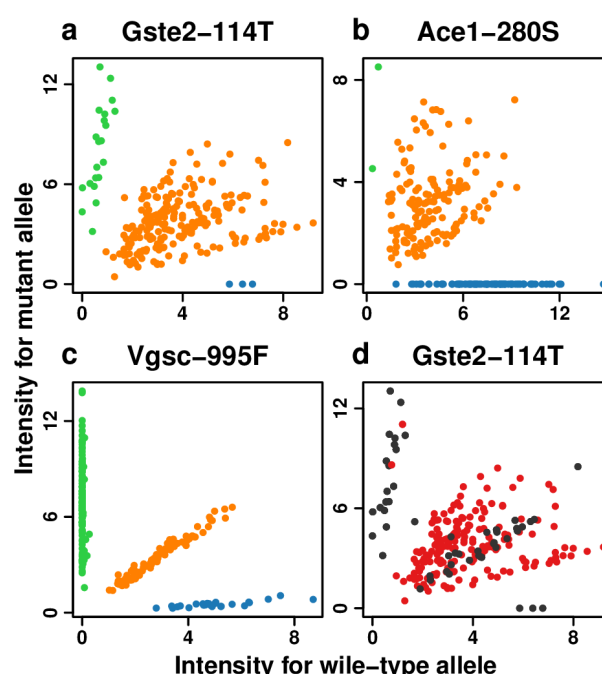 a Gste2−114T
b Ace1−280S
12
6
0
0 4 8
8
4
0
0 6 12
Intensity for mutant allele
c Vgsc−995F
d Gste2−114T
12
6
0
0 4 8
12
6
0
0 4 8
Intensity for wile−type allele